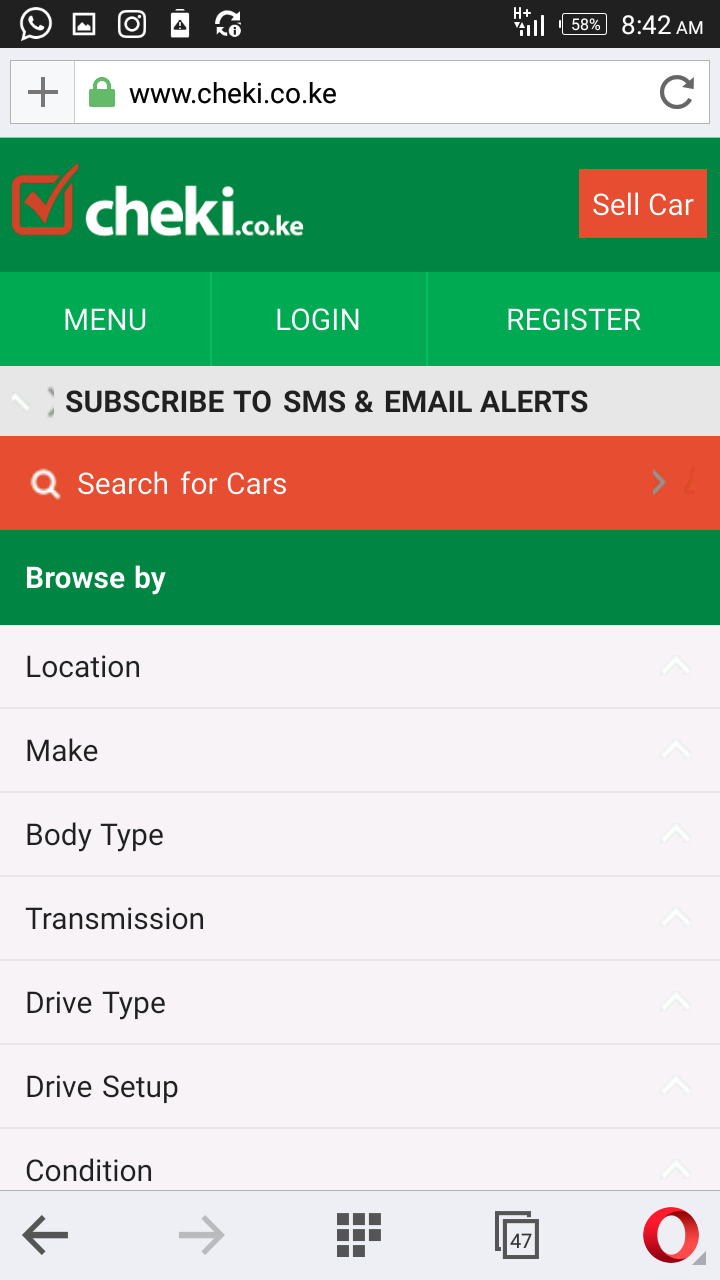 H+ 58% 8:42 AM
www.cheki.co.ke
cheki.co.ke Sell Car
MENU LOGIN REGISTER
SUBSCRIBE TO SMS & EMAIL ALERTS
Search for Cars
Browse by
Location
Make
Body Type
Transmission
Drive Type
Drive Setup
Condition
47